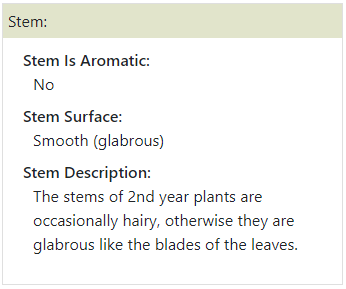 Stem:
Stem Is Aromatic:
No
Stem Surface:
Smooth (glabrous)
Stem Description:
The stems of 2nd year plants are
occasionally hairy, otherwise they are
glabrous like the blades of the leaves.